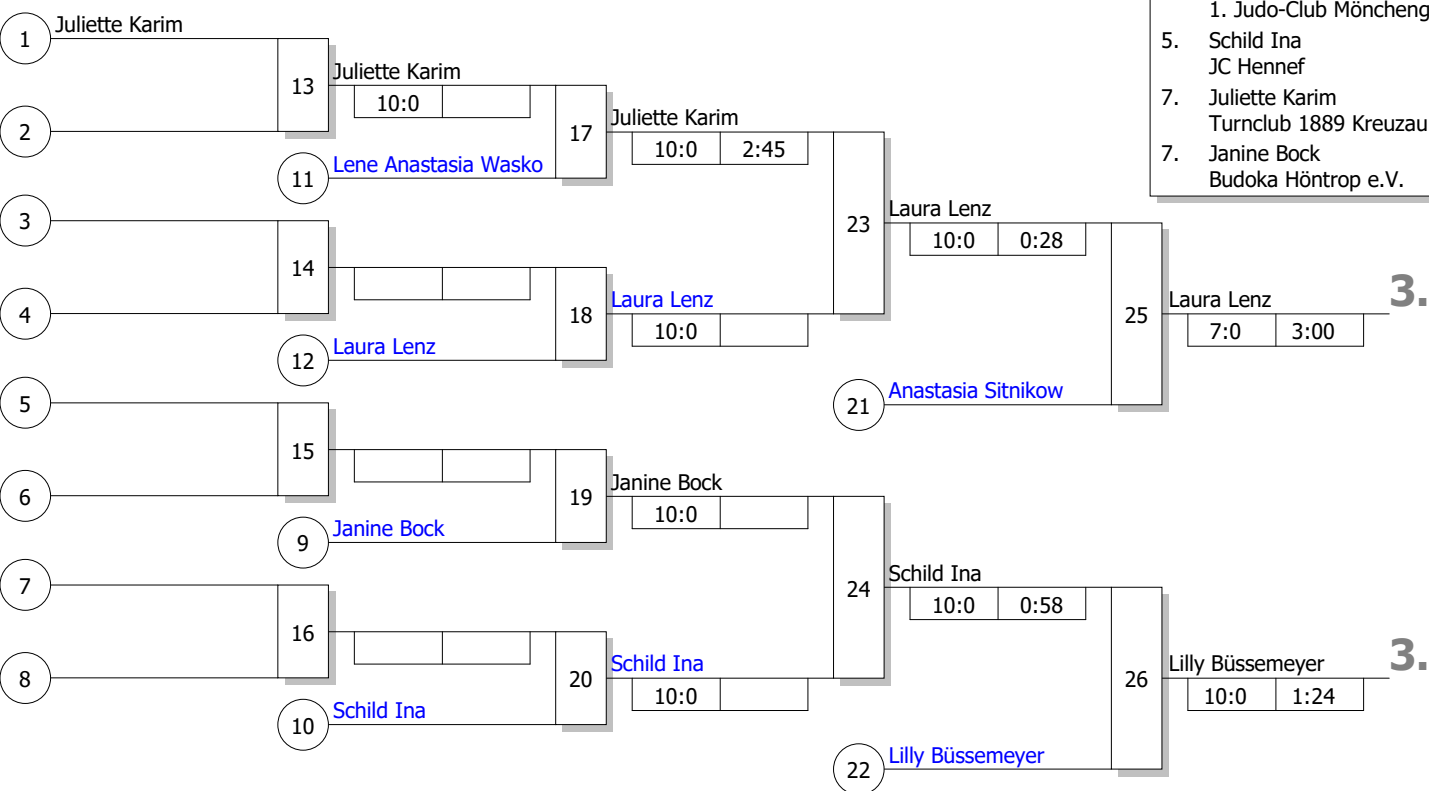 1. Judo-Club Möncheng
5. Schild Ina
JC Hennef
7. Juliette Karim
Turnclub 1889 Kreuzau
7. Janine Bock
Budoka Höntrop e.V.
1 Juliette Karim
13 Juliette Karim
10:0
2
17 Juliette Karim
10:0 2:45
11 Lene Anastasia Wasko
3
23 Laura Lenz
10:0 0:28
14
4
18 Laura Lenz
10:0
12 Laura Lenz
25 Laura Lenz 3.
7:0 3:00
21 Anastasia Sitnikow
5
15
6
19 Janine Bock
10:0
9 Janine Bock
7
24 Schild Ina
10:0 0:58
16
8
20 Schild Ina
10:0
10 Schild Ina
26 Lilly Büssemeyer 3.
10:0 1:24
22 Lilly Büssemeyer